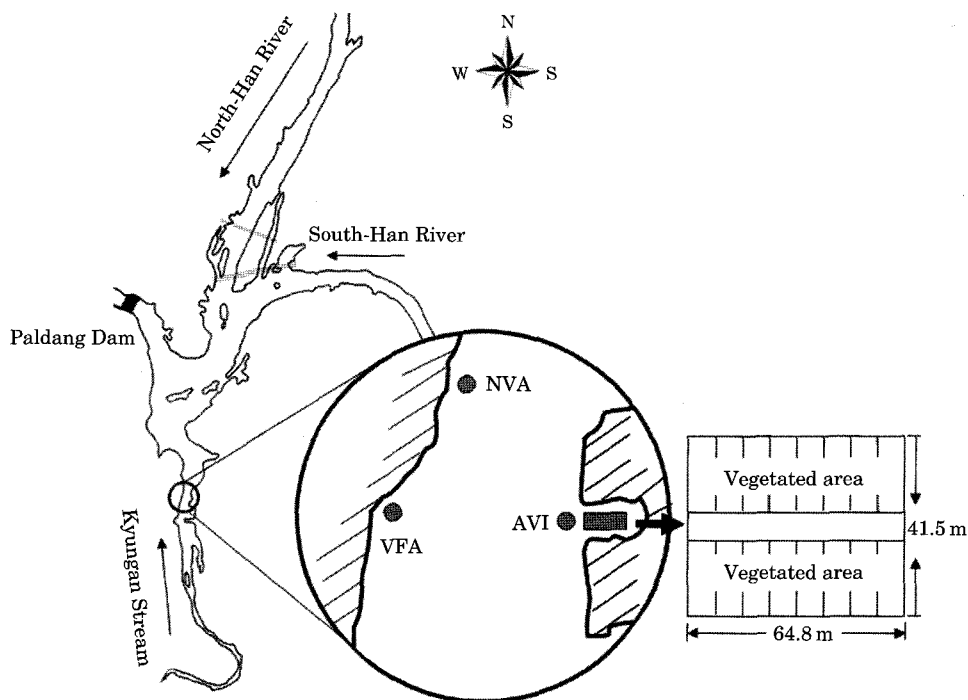 N
W S
S
North-Han River
South-Han River
Paldang Dam
NVA
VFA
AVI
Vegetated area
41.5 m
Vegetated area
64.8 m
Kyungan Stream